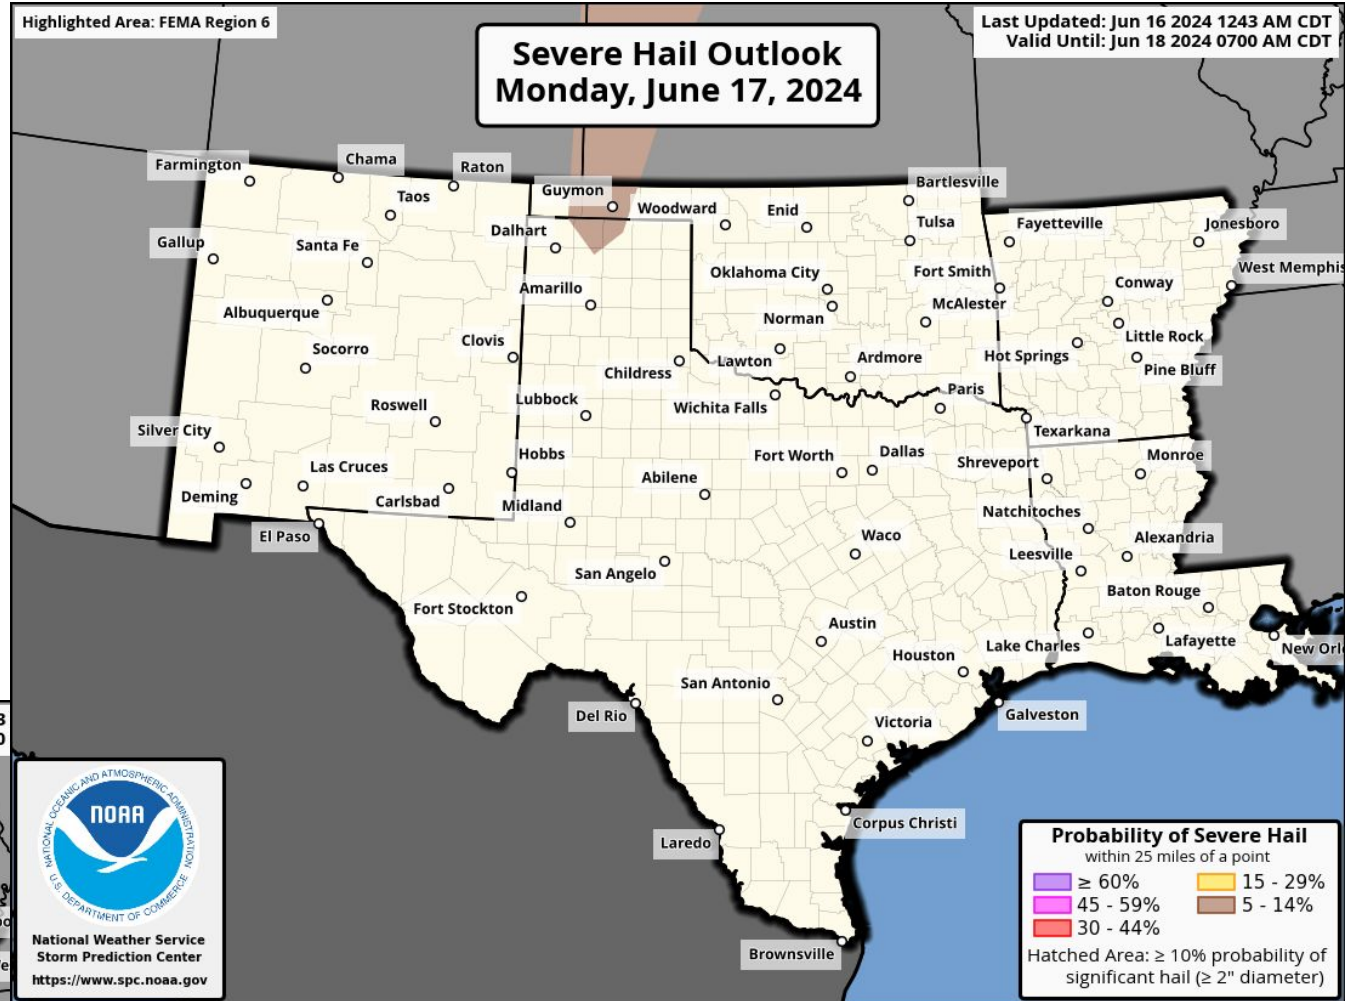 Highlighted Area: FEMA Region 6
Last Updated: Jun 16 2024 1243 AM CDT
Valid Until: Jun 18 2024 0700 AM CDT
Severe Hail Outlook
Monday, June 17, 2024
Farmington
Chama
Raton
Taos
Guymon
Woodward
Enid
Bartlesville
Tulsa
Fayetteville
Jonesboro
Gallup
Santa Fe
Dalhart
Oklahoma City
Fort Smith
West Memphis
Amarillo
Conway
Albuquerque
Norman
McAlester
Socorro
Clovis
Little Rock
Childress
Lawton
Ardmore
Hot Springs
Pine Bluff
Roswell
Lubbock
Wichita Falls
Paris
Silver City
Texarkana
Hobbs
Las Cruces
Abilene
Fort Worth
Dallas
Shreveport
Monroe
Deming
Carlsbad
Midland
Natchitoches
El Paso
Waco
Alexandria
San Angelo
Leesville
Fort Stockton
Baton Rouge
Austin
Houston
Lake Charles
Lafayette
New Orl
San Antonio
Del Rio
Victoria
Galveston
3
0
Laredo
Corpus Christi
Brownsville
NATIONAL OCEANIC AND ATMOSPHERIC ADMINISTRATION
NOAA
U.S. DEPARTMENT OF COMMERCE
National Weather Service
Storm Prediction Center
https://www.spc.noaa.gov
Probability of Severe Hail
within 25 miles of a point
≥ 60%
15 - 29%
45 - 59%
5 - 14%
30 - 44%
Hatched Area: ≥ 10% probability of
significant hail (≥ 2" diameter)